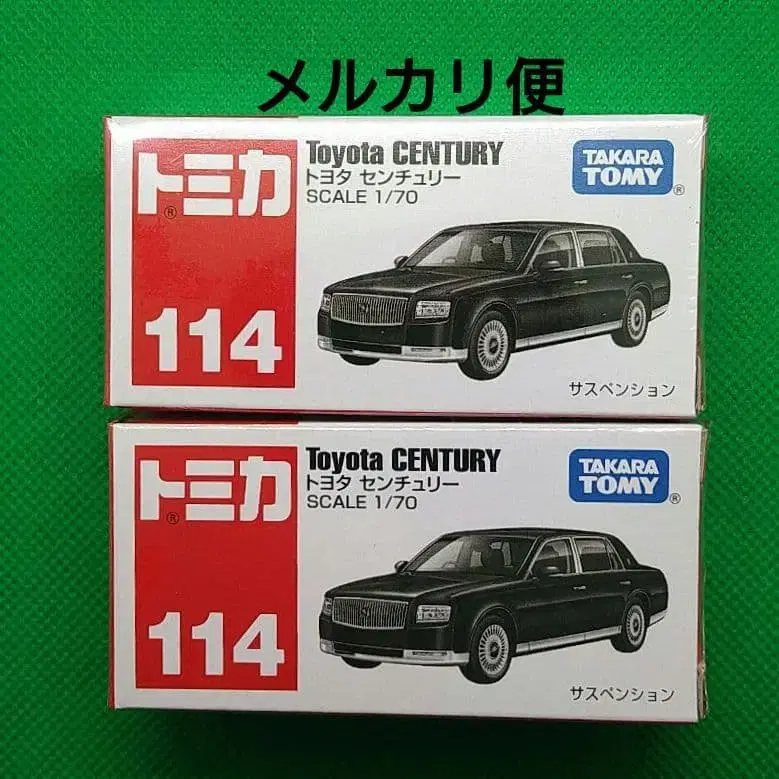 メルカリ便
トミカ
®
114
Toyota CENTURY
トヨタ センチュリー
SCALE 1/70
TAKARA
TOMY
®
サスペンション
トミカ
®
114
Toyota CENTURY
トヨタ センチュリー
SCALE 1/70
TAKARA
TOMY
®
サスペンション